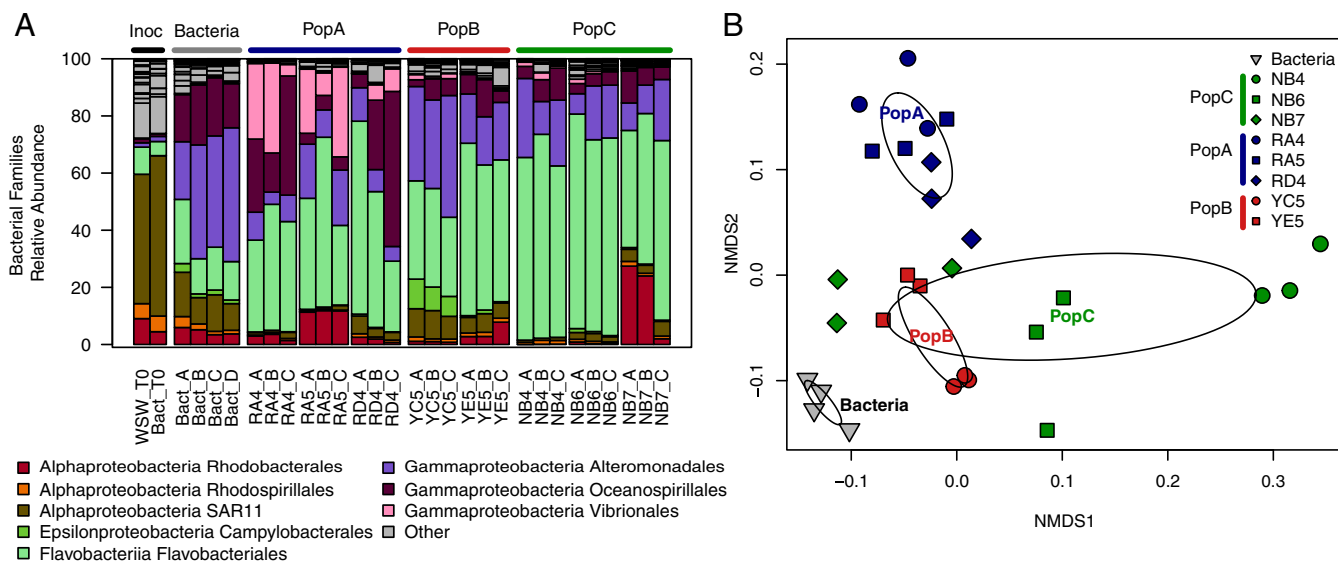 A
Inoc
Bacteria
PopA
PopB
PopC
Bacterial Families
Relative Abundance
100
80
60
40
20
0
WSW_T0
Bact_T0
Bact_A
Bact_B
Bact_C
Bact_D
RA4_A
RA4_B
RA4_C
RA5_A
RA5_B
RA5_C
RD4_A
RD4_B
RD4_C
YC5_A
YC5_B
YC5_C
YE5_A
YE5_B
YE5_C
NB4_A
NB4_B
NB4_C
NB6_A
NB6_B
NB6_C
NB7_A
NB7_B
NB7_C
Alphaproteobacteria Rhodobacterales
Alphaproteobacteria Rhodospirillales
Alphaproteobacteria SAR11
Epsilonproteobacteria Campylobacterales
Flavobacteriia Flavobacteriales
Gammaproteobacteria Alteromonadales
Gammaproteobacteria Oceanospirillales
Gammaproteobacteria Vibrionales
Other
B
NMDS2
0.2
0.1
0.0
−0.1
PopA
PopC
PopB
Bacteria
Bacteria
PopC
NB4
NB6
NB7
PopA
RA4
RA5
RD4
PopB
YC5
YE5
−0.1
0.0
0.1
0.2
0.3
NMDS1